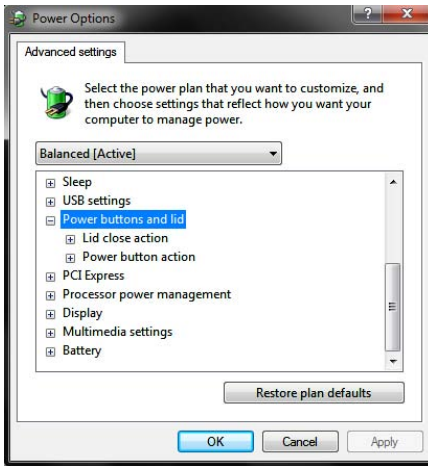 Power Options
Advanced settings
Select the power plan that you want to customize, and
then choose settings that reflect how you want your
computer to manage power.
Balanced [Active]
Sleep
USB settings
Power buttons and lid
Lid close action
Power button action
PCI Express
Processor power management
Display
Multimedia settings
Battery
Restore plan defaults
OK Cancel Apply